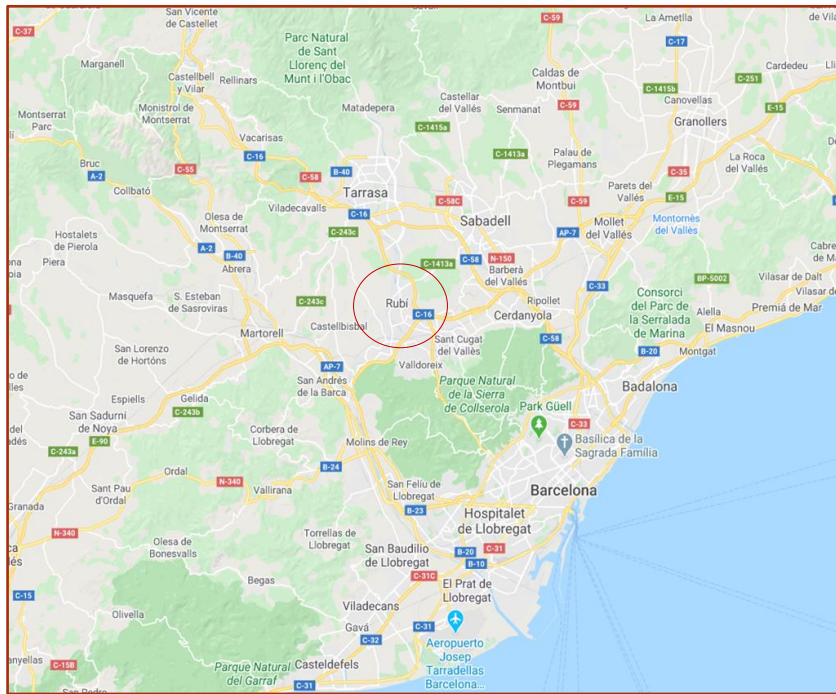 San Vicente
de Castellet
C-37
C-59
La Ametlla
de Vilar
C-17
Parc Natural
de Sant
Llorenç del
Munt i l'Obac
Marganell
Castellbell
y Vilar
Rellinars
Caldas de
Montbui
Cardedeu
C-251
C-1415b
Canovellas
E-15
Castellar
del Vallés
Senmanat
C-59
Granollers
Matadepera
Monistrol de
Montserrat
Montserrat
Parc
C-1415a
Vacarisas
C-16
C-1413a
Palau de
Plegamans
La Roca
del Vallés
Bruc
A-2
C-55
C-58
B-40
C-35
Collbató
Tarrasa
C-58C
C-59
Parets del
Vallés
E-15
Viladecavalls
C-16
Sabadell
Mollet
del Vallés
Montornès
del Vallès
Olesa de
Montserrat
C-243c
AP-7
Hostalets
de Pierola
Piera
A-2
B-40
Abrera
C-1413a
C-58
N-150
Barberà
del Vallés
BP-5002
Vilasar de Dalt
Vilasar de
Masquefa
S. Esteban
de Sasroviras
C-243c
Rubí
C-33
Consorci
del Parc de
la Serralada
de Marina
Alella
Premiá de Mar
El Masnou
Ripollet
Cerdanyola
C-16
Martorell
Castellbisbal
Sant Cugat
del Vallès
C-58
B-20
Montgat
San Lorenzo
de Hortóns
AP-7
Valldoreix
San Andrés
de la Barca
Parque Natural
de la Sierra
de Collserola
Badalona
Espiells
Gelida
C-243b
Park Güell
C-33
San Sadurní
de Noya
E-90
C-243a
Corbera de
Llobregat
Molins de Rey
Basílica de la
Sagrada Família
Ordal
B-24
N-340
Vallirana
San Feliu de
Llobregat
Barcelona
Sant Pau
d'Ordal
Granada
B-23
Hospitalet
de Llobregat
N-340
Torrellas de
Llobregat
Olesa de
Bonesvalls
San Baudilio
de Llobregat
B-20
C-31
B-10
C-31C
Begas
El Prat de
Llobregat
C-15
Viladecans
Olivella
Gavá
C-31
C-32
Aeropuerto
Josep
Tarradellas
Barcelona...
Parque Natural
del Garraf
Casteldefels
C-15B
C-31